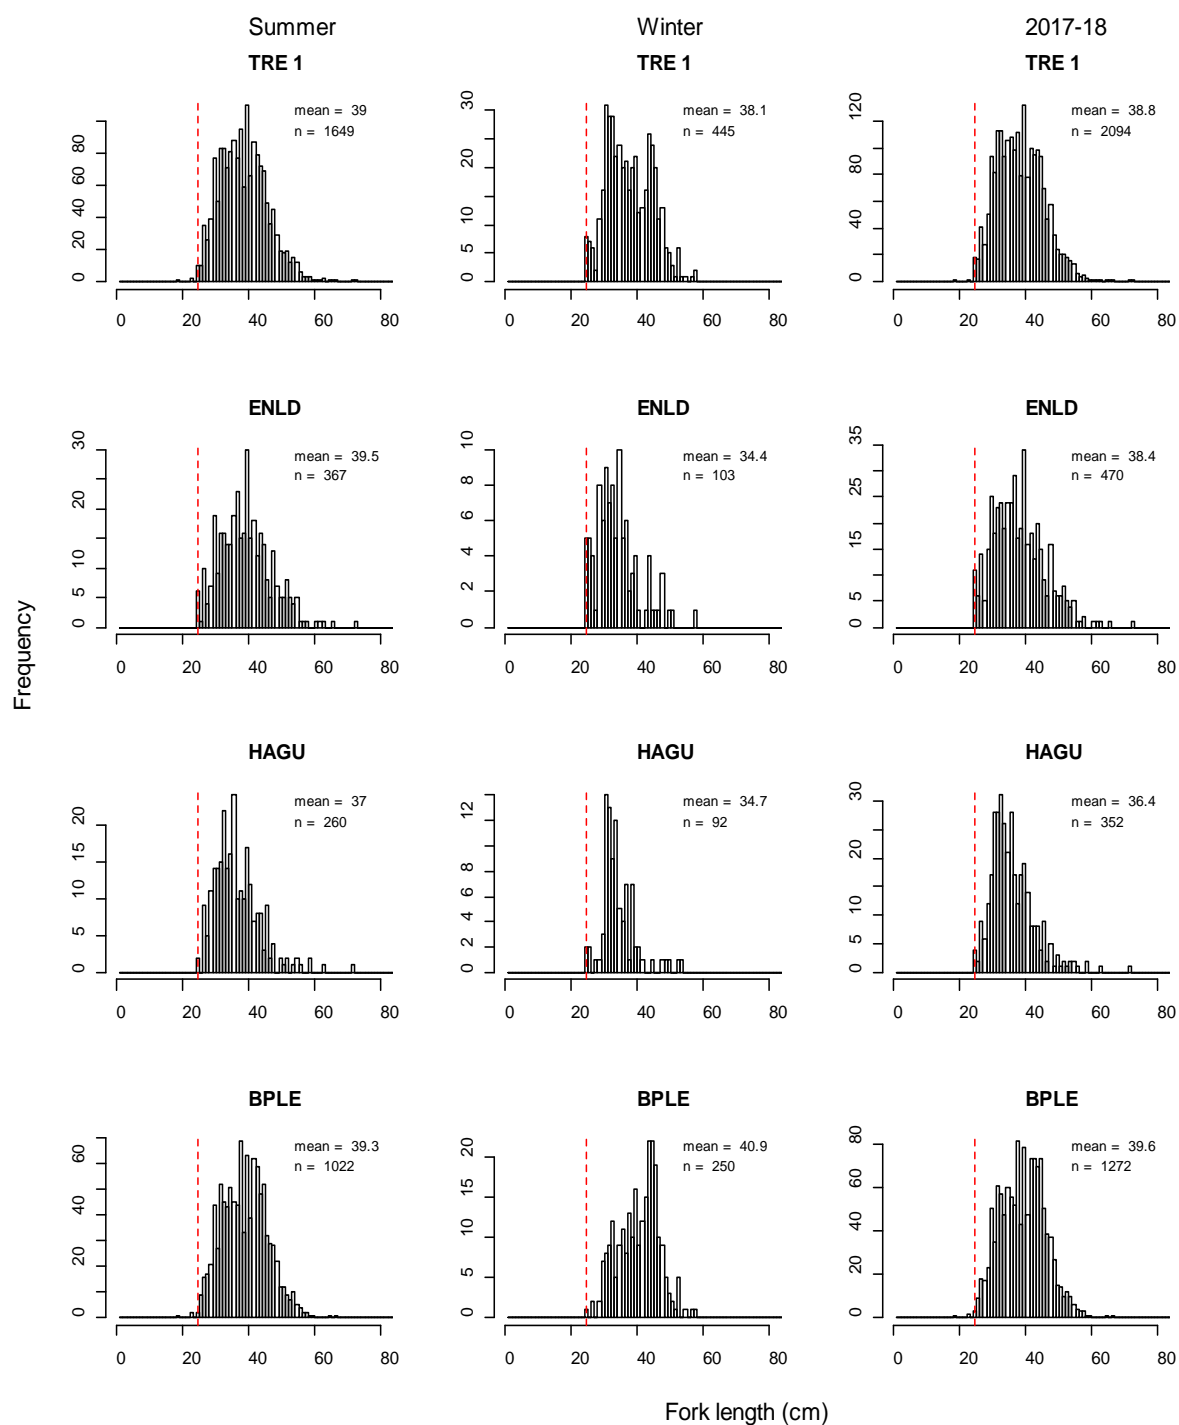 Summer Winter 2017-18
TRE 1 TRE 1 TRE 1
mean = 39 mean = 38.1 mean = 38.8
n = 1649 n = 445 n = 2094
0 20 40 60 80
0 5 10 20 30
0 40 80 120
0 20 40 60 80 0 20 40 60 80 0 20 40 60 80
ENLD ENLD ENLD
mean = 39.5 mean = 34.4 mean = 38.4
n = 367 n = 103 n = 470
0 5 10 20 30
0 2 4 6 8 10
0 5 15 25 35
0 20 40 60 80 0 20 40 60 80 0 20 40 60 80
Frequency
HAGU HAGU HAGU
mean = 37 mean = 34.7 mean = 36.4
n = 260 n = 92 n = 352
0 5 10 15 20
0 2 4 6 8 12
0 5 10 20 30
0 20 40 60 80 0 20 40 60 80 0 20 40 60 80
BPLE BPLE BPLE
mean = 39.3 mean = 40.9 mean = 39.6
n = 1022 n = 250 n = 1272
0 20 40 60
0 5 10 15 20
0 20 40 60 80
0 20 40 60 80 0 20 40 60 80 0 20 40 60 80
Fork length (cm)